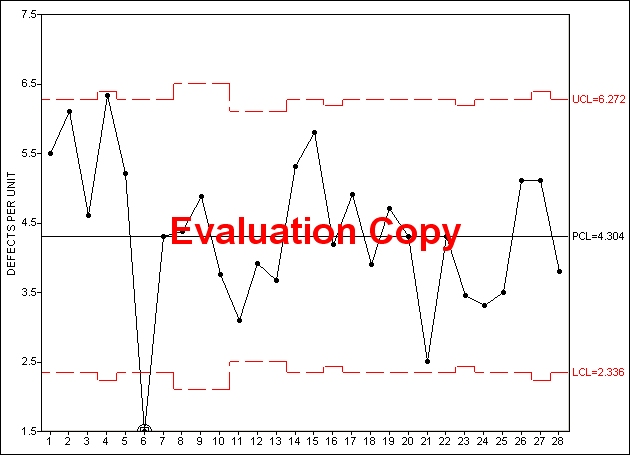 7.5
6.5
UCL=6.272
5.5
DEFECTS PER UNIT
4.5
Evaluation Copy
PCL=4.304
3.5
2.5
LCL=2.336
1.5
1 2 3 4 5 6 7 8 9 10 11 12 13 14 15 16 17 18 19 20 21 22 23 24 25 26 27 28